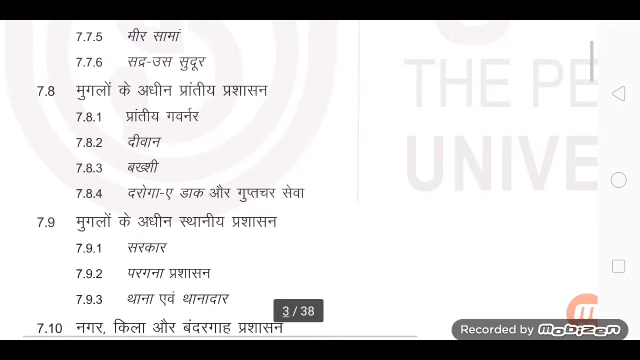 7.7.5 मीर सामां
7.7.6 सद्र-उस सुदूर
7.8 मुगलों के अधीन प्रांतीय प्रशासन
7.8.1 प्रांतीय गवर्नर
7.8.2 दीवान
7.8.3 बख्शी
7.8.4 दरोगा-ए डाक और गुप्तचर सेवा
7.9 मुगलों के अधीन स्थानीय प्रशासन
7.9.1 सरकार
7.9.2 परगना प्रशासन
7.9.3 थाना एवं थानादार
7.10 नगर, किला और बंदरगाह प्रशासन
3 / 38
THE PE
UNIVE
Recorded by Mobizen